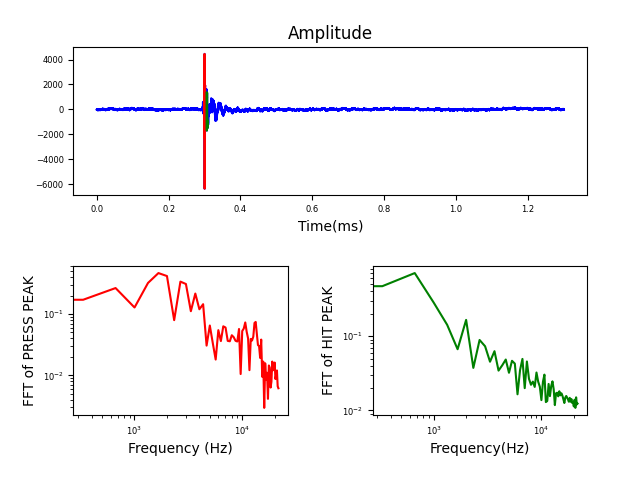 Amplitude
4000
2000
0
−2000
−4000
−6000
0.0 0.2 0.4 0.6 0.8 1.0 1.2
Time(ms)
FFT of PRESS PEAK
10⁻¹
10⁻²
10³ 10⁴
Frequency (Hz)
FFT of HIT PEAK
10⁻¹
10⁻²
10³ 10⁴
Frequency(Hz)